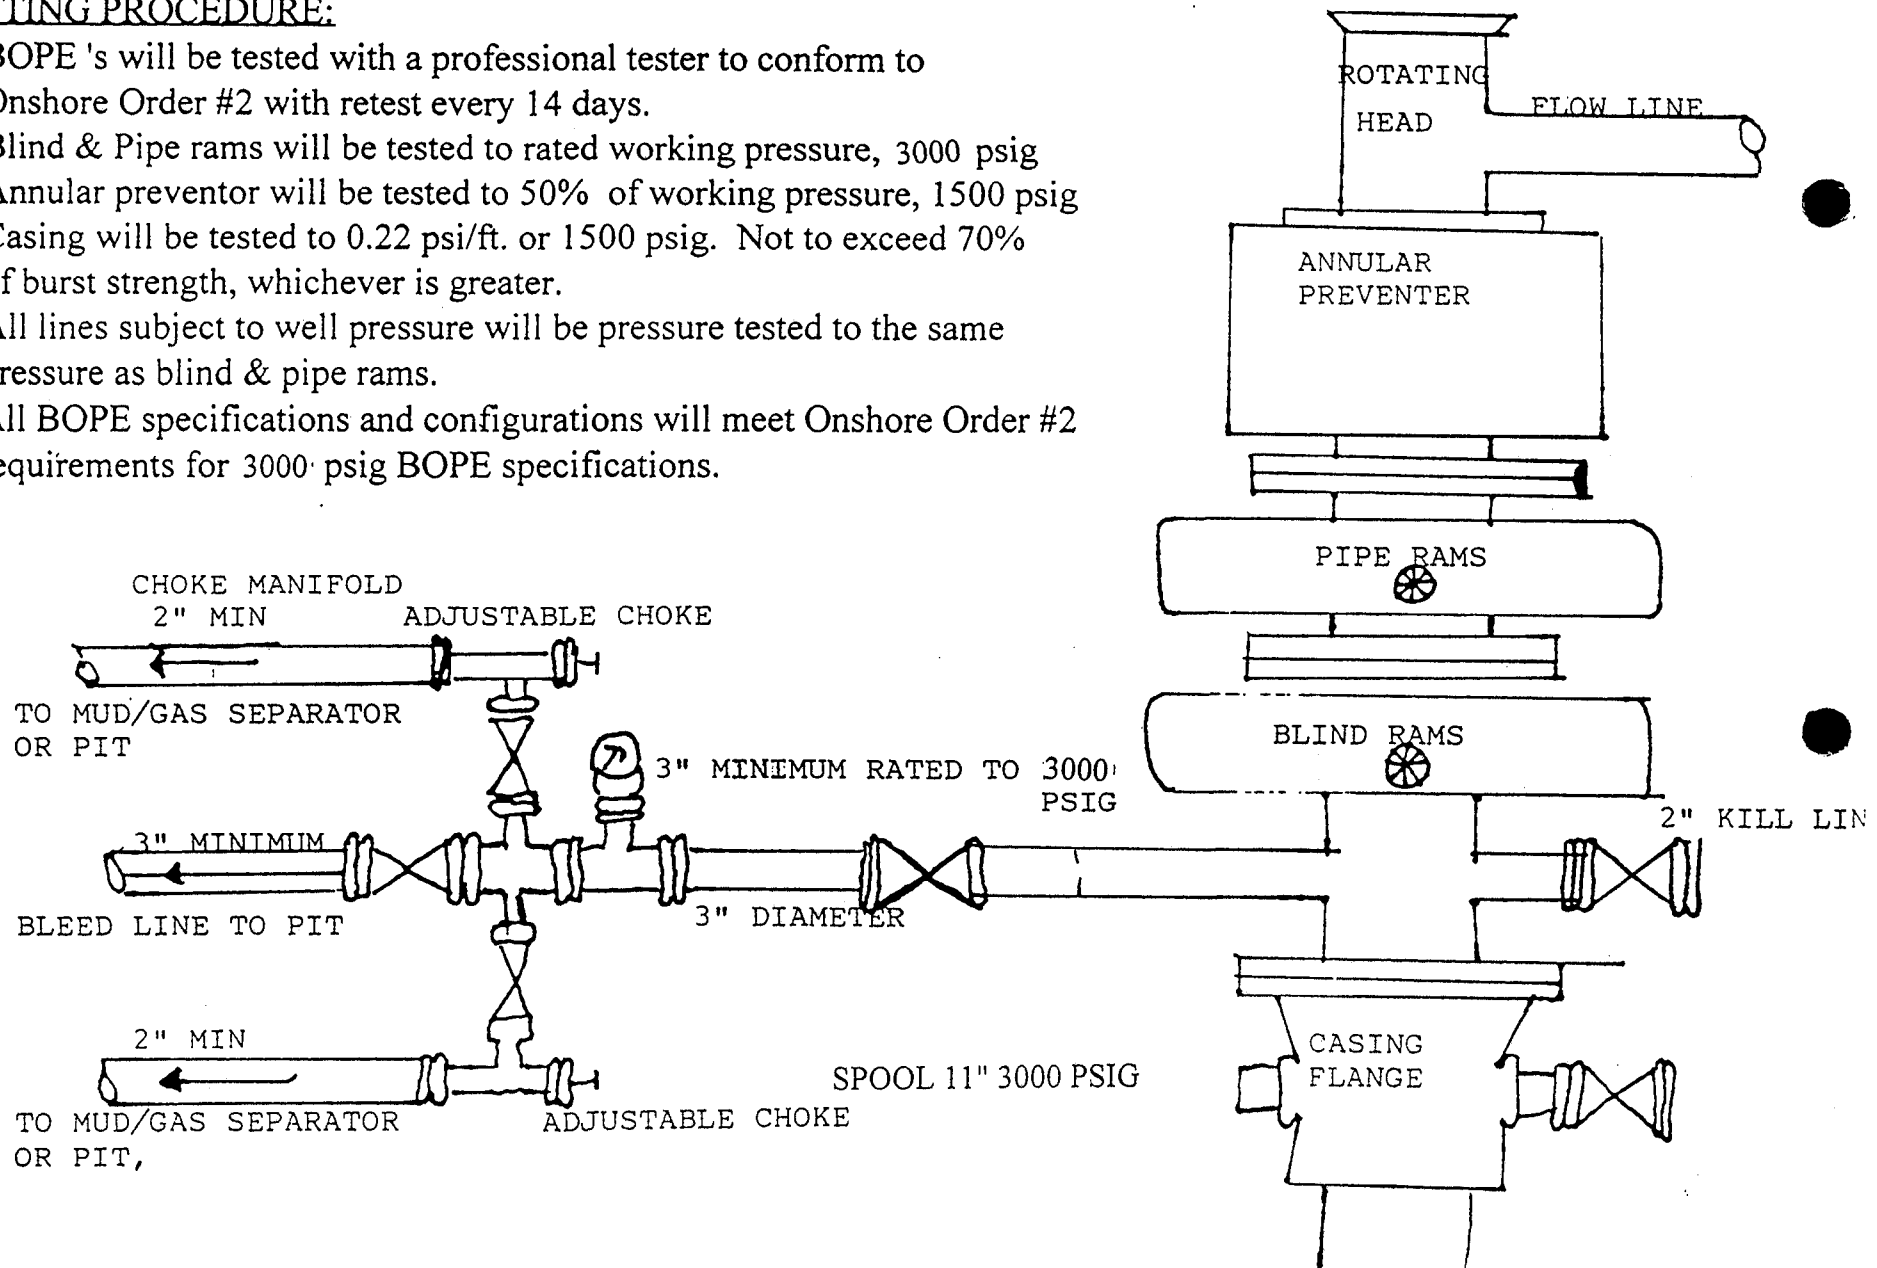 TING PROCEDURE:
BOPE 's will be tested with a professional tester to conform to
Onshore Order #2 with retest every 14 days.
Blind & Pipe rams will be tested to rated working pressure, 3000 psig
Annular preventor will be tested to 50% of working pressure, 1500 psig
Casing will be tested to 0.22 psi/ft. or 1500 psig. Not to exceed 70%
f burst strength, whichever is greater.
All lines subject to well pressure will be pressure tested to the same
ressure as blind & pipe rams.
All BOPE specifications and configurations will meet Onshore Order #2
equirements for 3000 psig BOPE specifications.
ROTATING
HEAD
FLOW LINE
ANNULAR
PREVENTER
PIPE RAMS
BLIND RAMS
CHOKE MANIFOLD
2" MIN
ADJUSTABLE CHOKE
TO MUD/GAS SEPARATOR
OR PIT
3" MINIMUM RATED TO 3000
PSIG
2" KILL LIN
3" MINIMUM
BLEED LINE TO PIT
3" DIAMETER
2" MIN
CASING
FLANGE
SPOOL 11" 3000 PSIG
TO MUD/GAS SEPARATOR
OR PIT,
ADJUSTABLE CHOKE